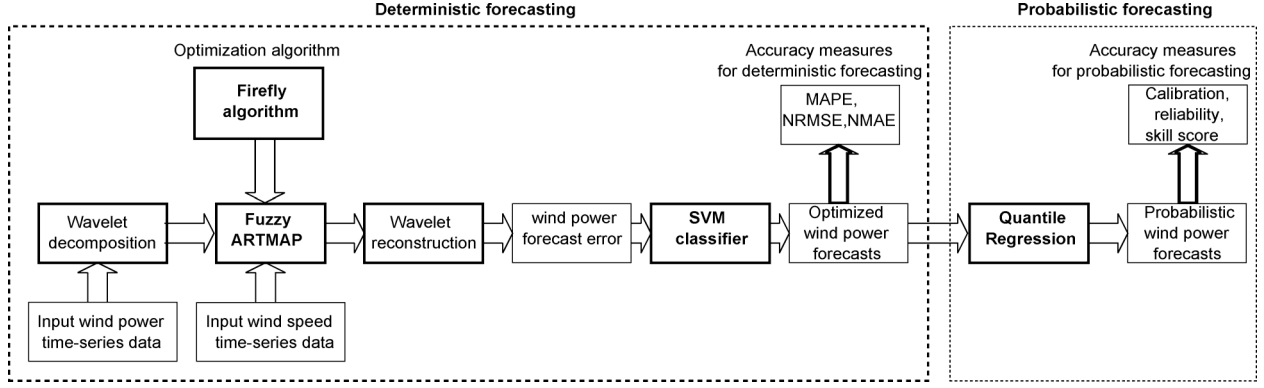 Deterministic forecasting
Probabilistic forecasting
Optimization algorithm
Firefly
algorithm
Accuracy measures
for deterministic forecasting
MAPE,
NRMSE,NMAE
Accuracy measures
for probabilistic forecasting
Calibration,
reliability,
skill score
Wavelet
decomposition
Fuzzy
ARTMAP
Wavelet
reconstruction
wind power
forecast error
SVM
classifier
Optimized
wind power
forecasts
Quantile
Regression
Probabilistic
wind power
forecasts
Input wind power
time-series data
Input wind speed
time-series data